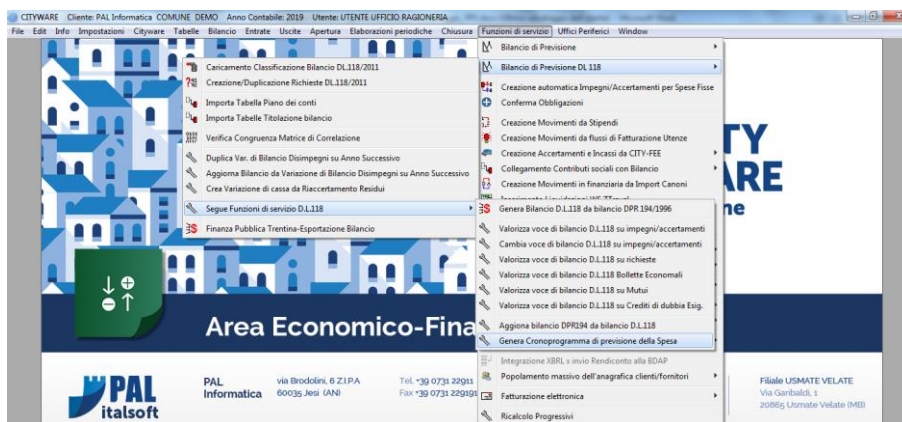 CITYWARE Cliente: PAL Informatica COMUNE DEMO Anno Contabile: 2019 Utente: UTENTE UFFICIO RAGIONERIA
File Edit Info Impostazioni Cityware Tabelle Bilancio Entrate Uscite Apertura Elaborazioni periodiche Chiusura Funzioni di servizio Uffici Periferici Window
Bilancio di Previsione
Bilancio di Previsione DL 118
Creazione automatica Impegni/Accertamenti per Spese Fisse
Conferma Obbligazioni
Creazione Movimenti da Stipendi
Creazione Movimenti da flussi di Fatturazione Utenze
Creazione Accertamenti e Incassi da CITY-FEE
Collegamento Contributi sociali con Bilancio
Creazione Movimenti in finanziaria da Import Canoni
Caricamento Classificazione Bilancio DL.118/2011
Creazione/Duplicazione Richieste DL.118/2011
Importa Tabella Piano dei conti
Importa Tabella Titolazione bilancio
Verifica Congruenza Matrice di Correlazione
Duplica Var. di Bilancio Disimpegni su Anno Successivo
Aggiorna Bilancio da Variazione di Bilancio Disimpegni su Anno Successivo
Crea Variazione di cassa da Riaccertamento Residui
Segue Funzioni di servizio D.L.118
Finanza Pubblica Trentina-Esportazione Bilancio
Genera Bilancio D.L.118 da bilancio DPR 194/1996
Valorizza voce di bilancio D.L.118 su impegni/accertamenti
Cambia voce di bilancio D.L.118 su impegni/accertamenti
Valorizza voce di bilancio D.L.118 su richieste
Valorizza voce di bilancio D.L.118 Bollette Economali
Valorizza voce di bilancio D.L.118 su Mutui
Valorizza voce di bilancio D.L.118 su Crediti di dubbia Esig.
Aggiona bilancio DPR194 da bilancio D.L.118
Genera Cronoprogramma di previsione della Spesa
Integrazione XBRL x invio Rendiconto alla BDAP
Popolamento massivo dell'anagrafica clienti/fornitori
Fatturazione elettronica
Ricalcolo Progressivi
TY
ARE
ne
Area Economico-Fina
PAL
italsoft
PAL
Informatica
via Brodolini, 6 Z.I.P.A
60035 Jesi (AN)
Tel. +39 0731 22911
Fax +39 0731 229191
Filiale USMATE VELATE
Via Garibaldi, 1
20865 Usmate Velate (MB)